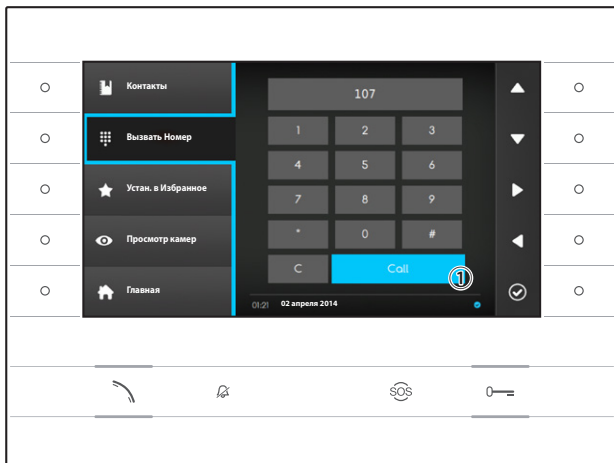 Контакты
Вызвать Номер
Устан. в Избранное
Просмотр камер
Главная
107
1 2 3
4 5 6
7 8 9
* 0 #
C Call
①
01:21 02 апреля 2014
SOS